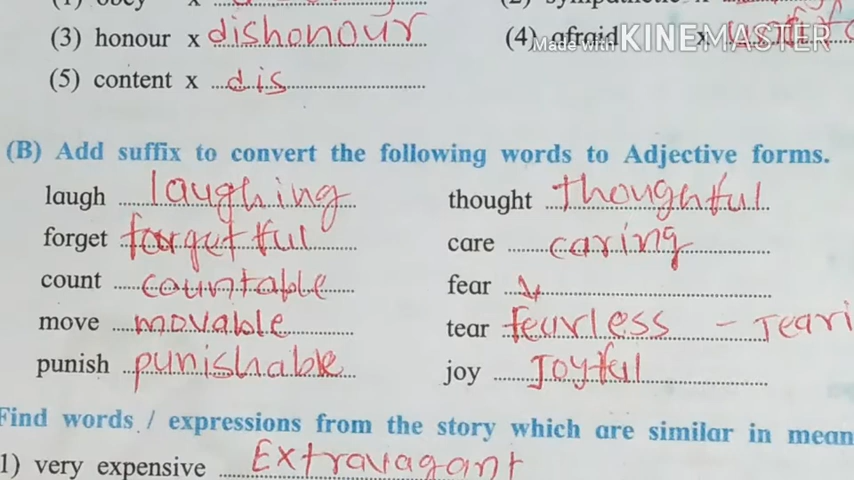 (3) honour x dishonour
(4) afraid x
Made with KINEMASTER
(5) content x dis
(B) Add suffix to convert the following words to Adjective forms.
laugh laughing thought thoughtful
forget forgetful care caring
count countable fear
move movable tear fearless - Teari
punish punishable joy Joyful
Find words / expressions from the story which are similar in mean
1) very expensive Extravagant